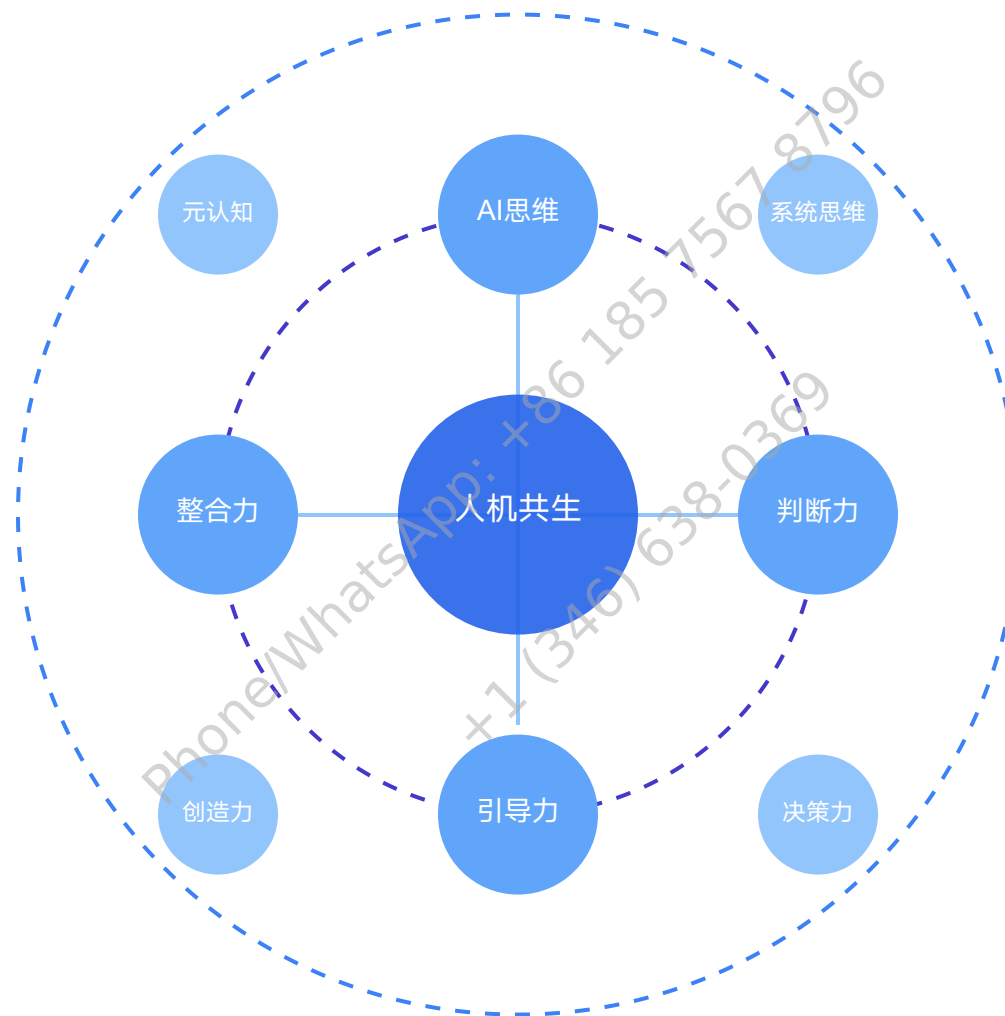 元认知
AI思维
系统思维
整合力
人机共生
判断力
创造力
引导力
决策力
Phone/WhatsApp: +86 185 7567 8796
+1 (346) 638-0369